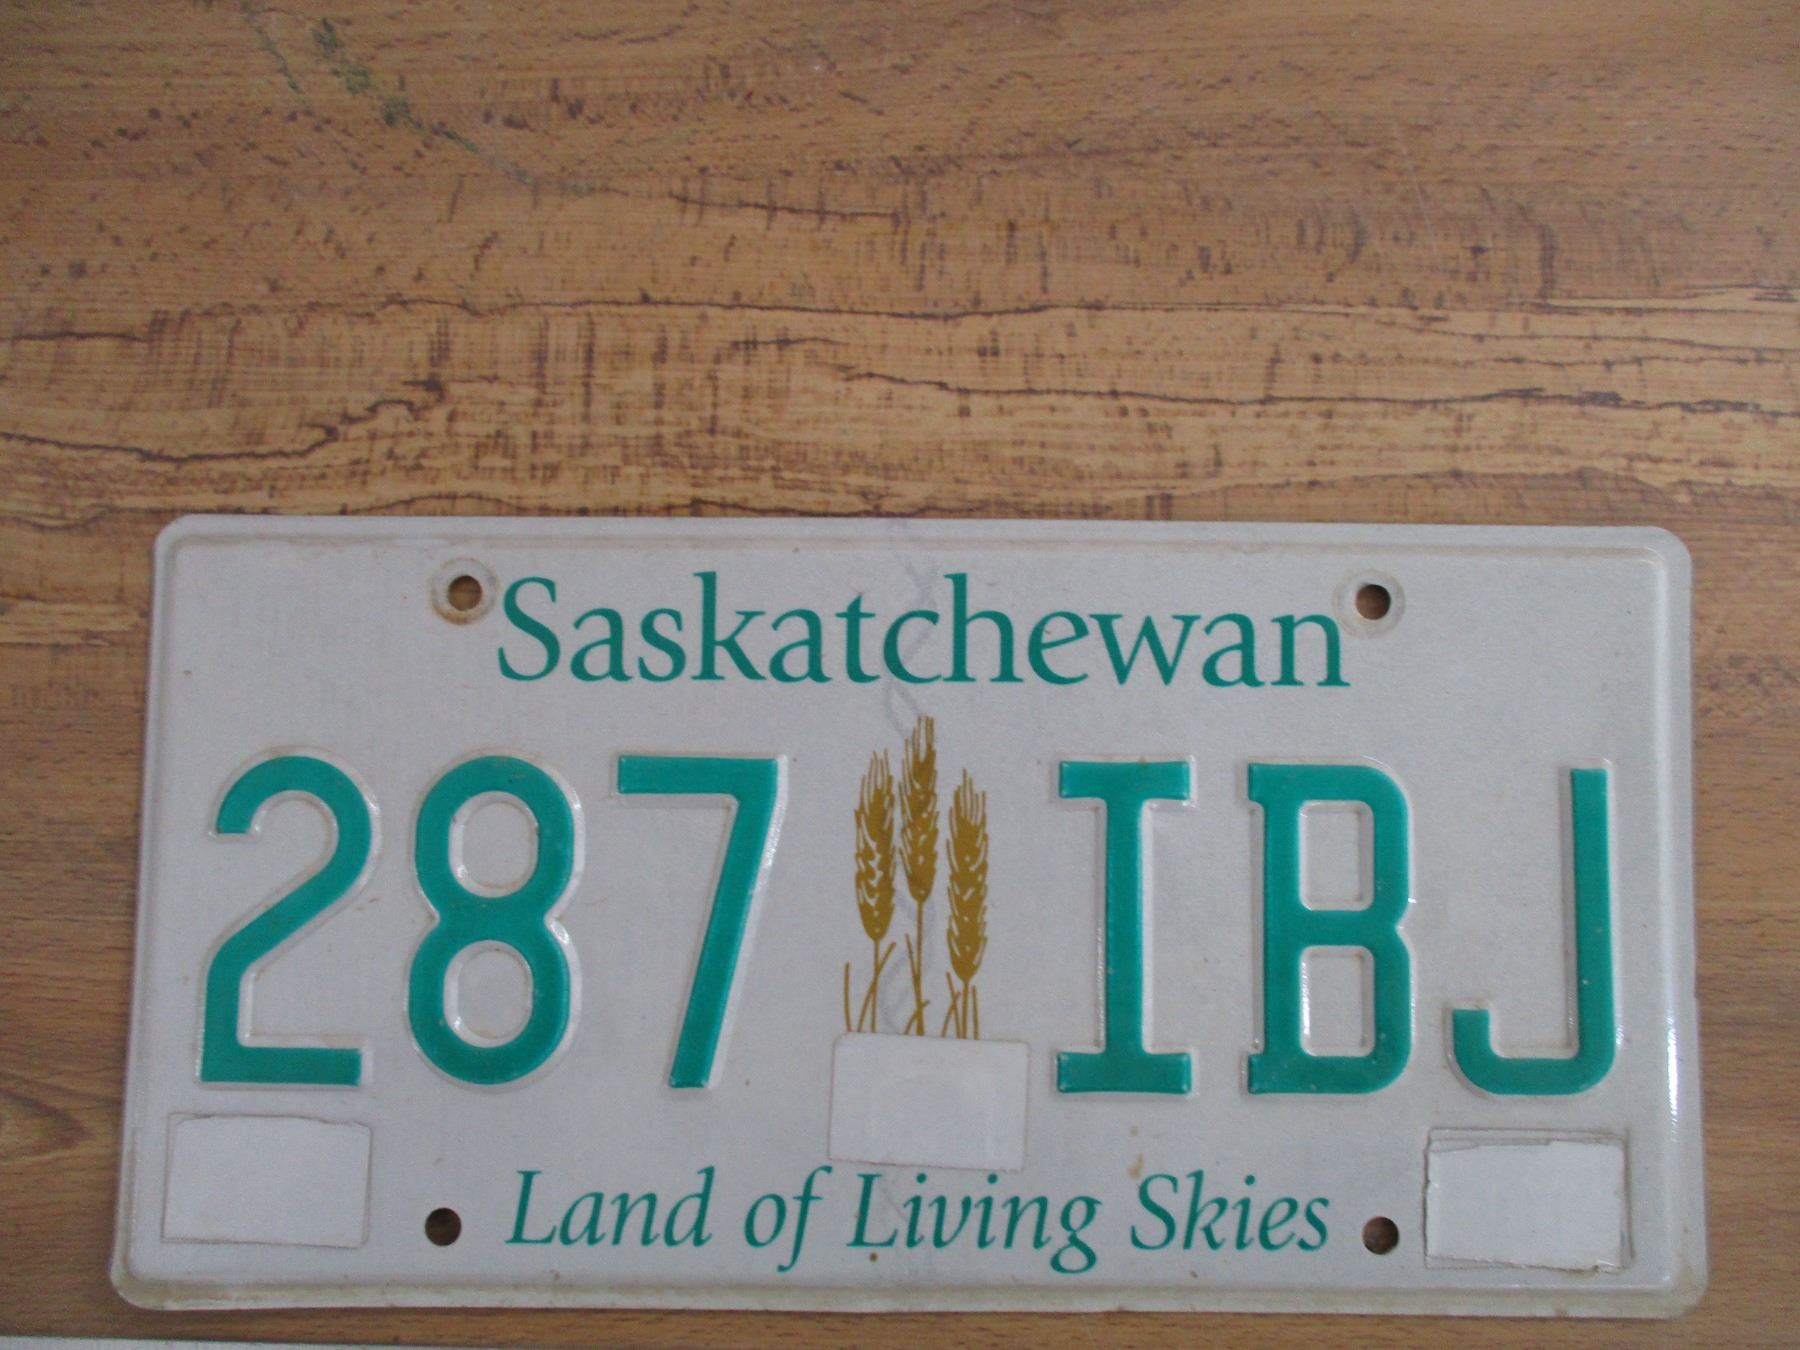 Saskatchewan
287 IBJ
Land of Living Skies